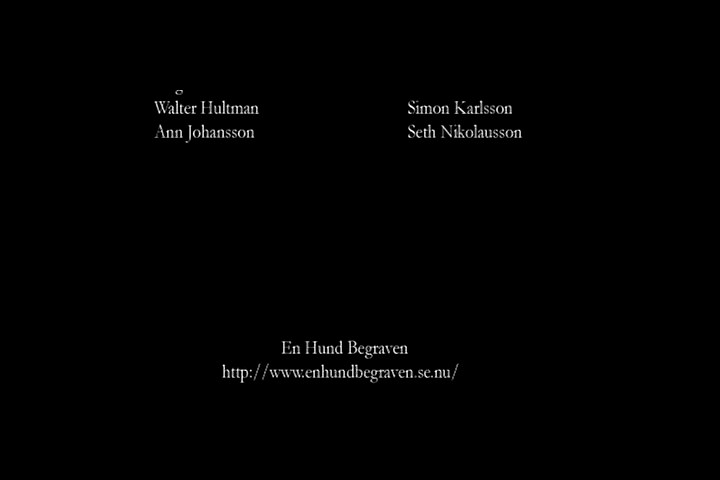 Walter Hultman Simon Karlsson
Ann Johansson Seth Nikolausson
En Hund Begraven
http://www.enhundbegraven.se.nu/